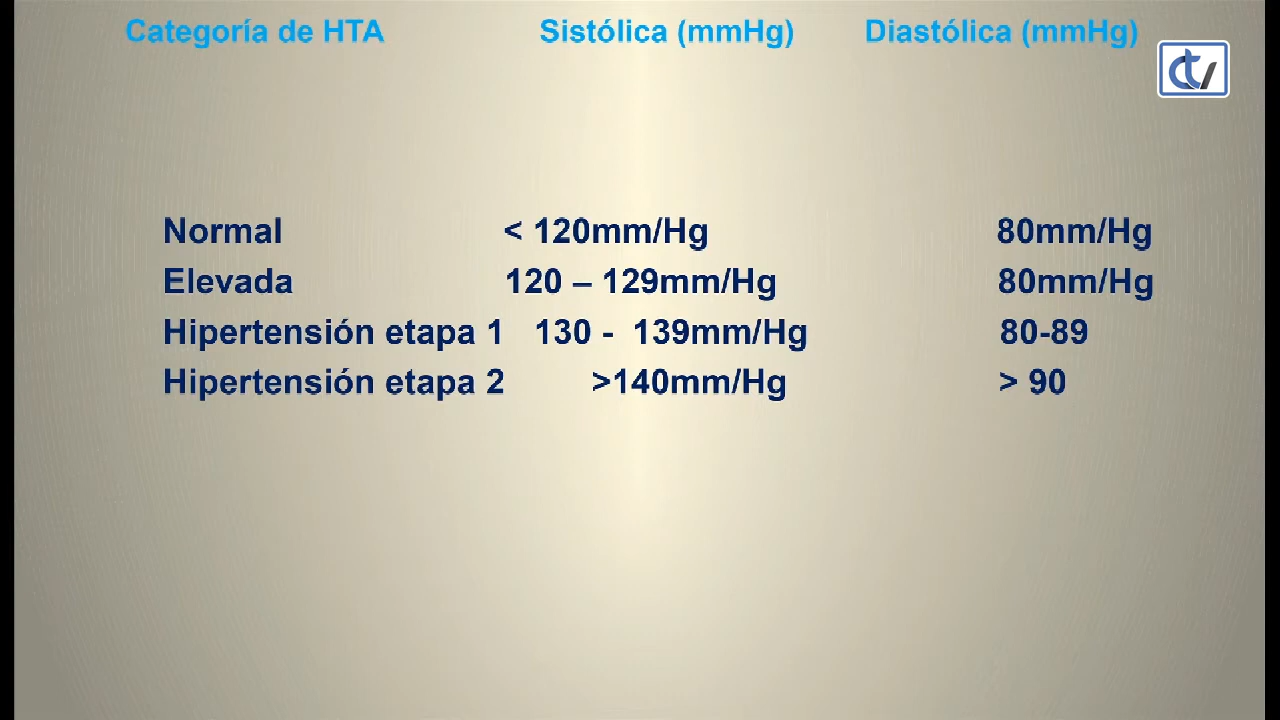 Categoría de HTA Sistólica (mmHg) Diastólica (mmHg)
Normal < 120mm/Hg 80mm/Hg
Elevada 120 – 129mm/Hg 80mm/Hg
Hipertensión etapa 1 130 - 139mm/Hg 80-89
Hipertensión etapa 2 >140mm/Hg > 90